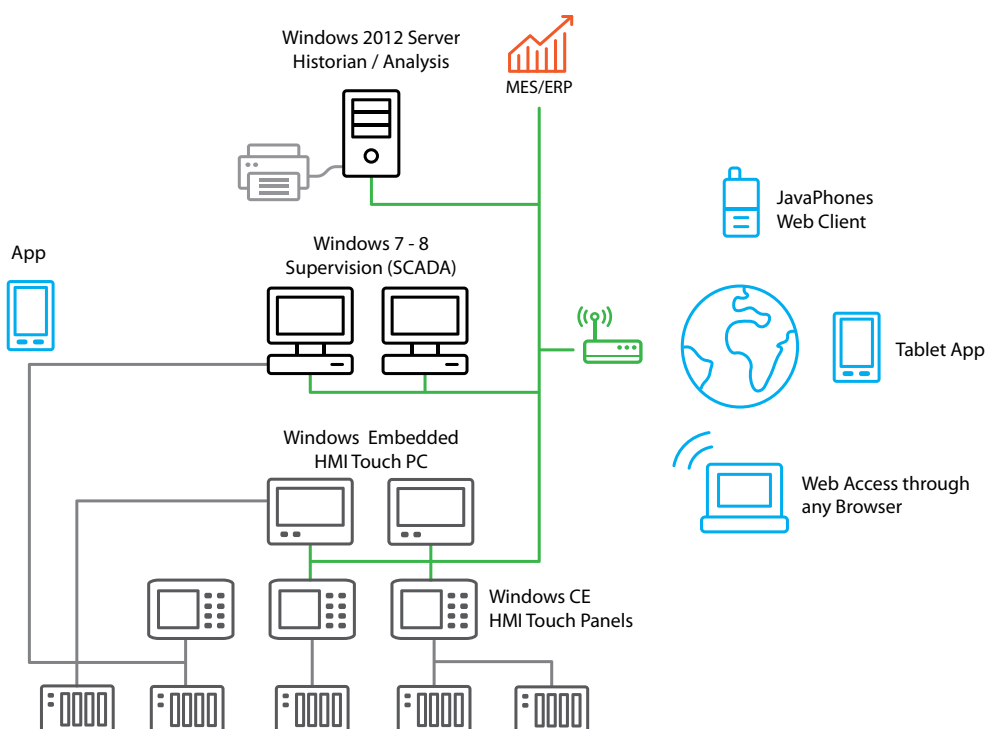 Windows 2012 Server
Historian / Analysis
MES/ERP
JavaPhones
Web Client
App
Windows 7 - 8
Supervision (SCADA)
Tablet App
Windows Embedded
HMI Touch PC
Web Access through
any Browser
Windows CE
HMI Touch Panels